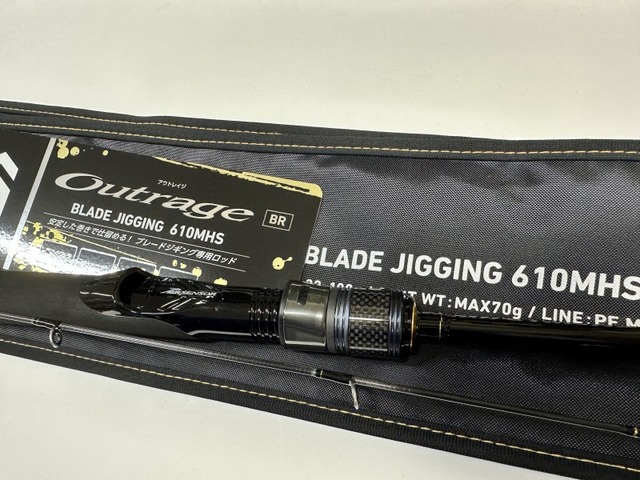 アウトレイジ
Outrage
BR
BLADE JIGGING 610MHS
安定した巻きで仕留める！ ブレードジギング専用ロッド
BLADE JIGGING 610MHS
WT:MAX70g / LINE:PE M
AIRSENSOR